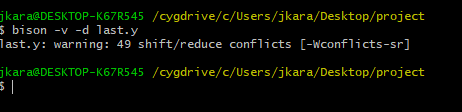 jkara@DESKTOP-K67R545 /cygdrive/c/Users/jkara/Desktop/project
$ bison -v -d last.y
last.y: warning: 49 shift/reduce conflicts [-Wconflicts-sr]
jkara@DESKTOP-K67R545 /cygdrive/c/Users/jkara/Desktop/project
$